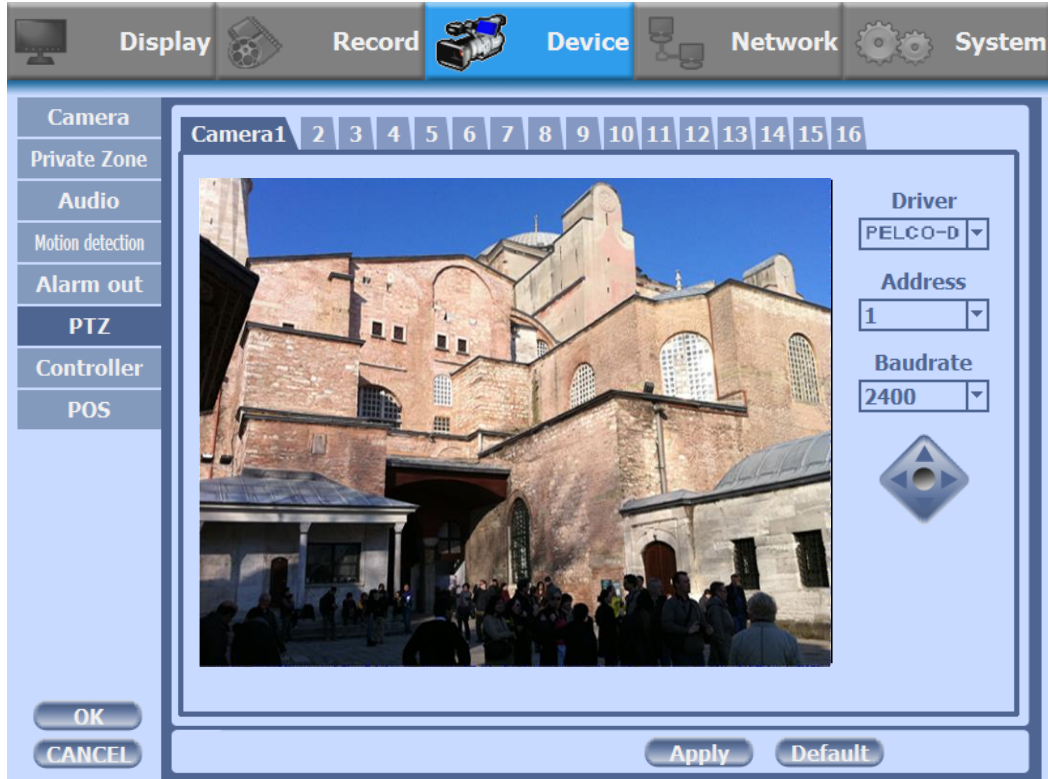 Display Record Device Network System
Camera
Private Zone
Audio
Motion detection
Alarm out
PTZ
Controller
POS
OK
CANCEL
Camera1 2 3 4 5 6 7 8 9 10 11 12 13 14 15 16
Driver
PELCO-D
Address
1
Baudrate
2400
Apply Default